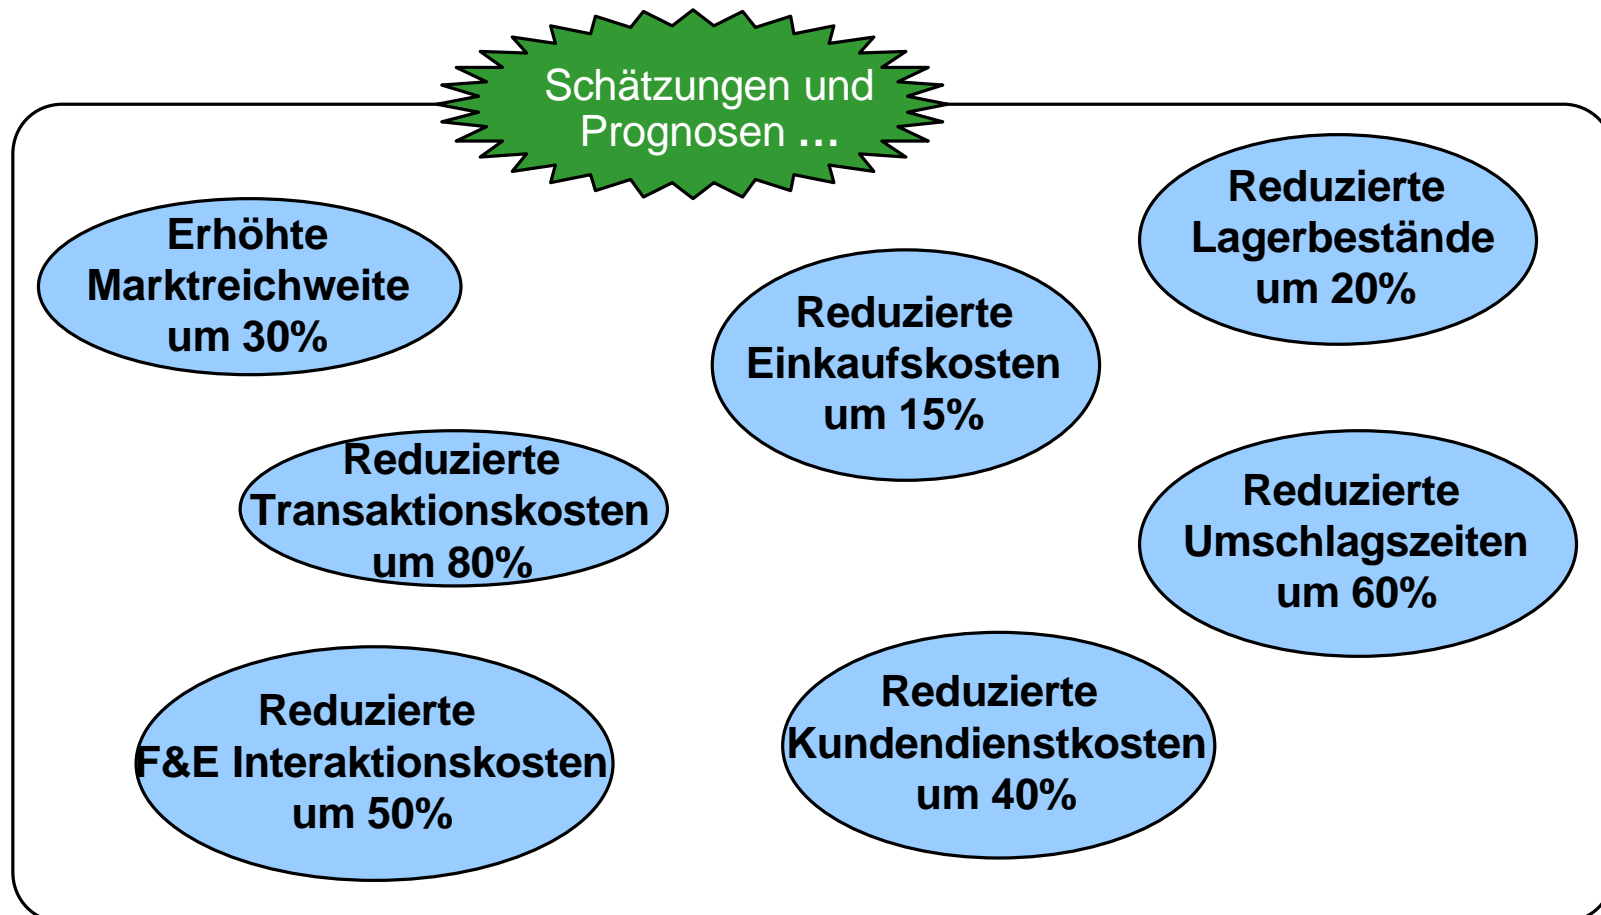 Schätzungen und
Prognosen ...
Erhöhte
Marktreichweite
um 30%
Reduzierte
Lagerbestände
um 20%
Reduzierte
Einkaufskosten
um 15%
Reduzierte
Transaktionskosten
um 80%
Reduzierte
Umschlagszeiten
um 60%
Reduzierte
F&E Interaktionskosten
um 50%
Reduzierte
Kundendienstkosten
um 40%